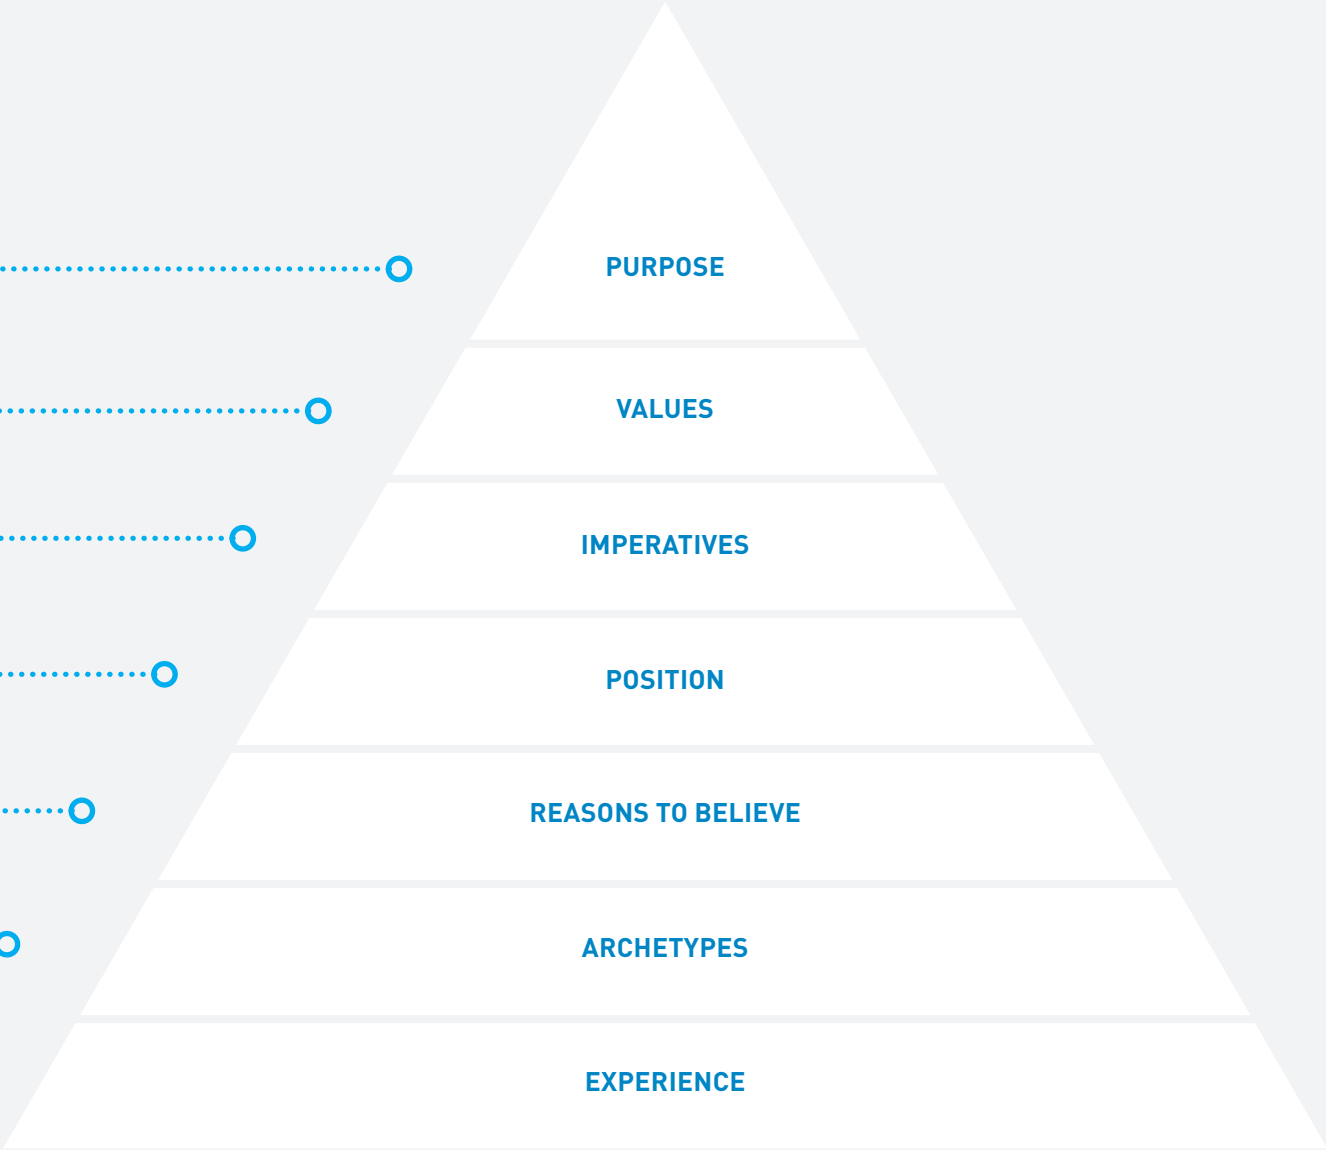 PURPOSE
VALUES
IMPERATIVES
POSITION
REASONS TO BELIEVE
ARCHETYPES
EXPERIENCE